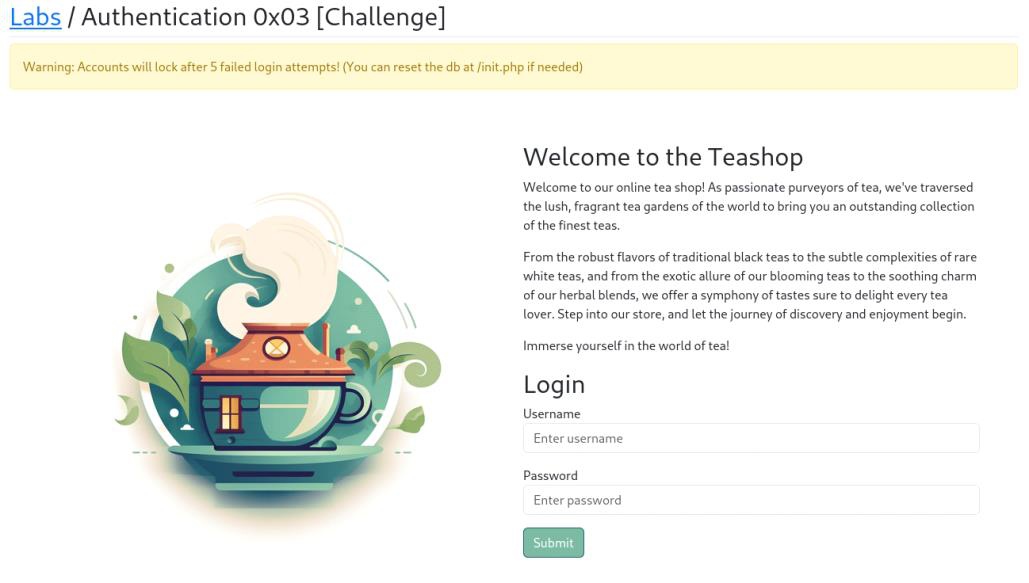 Labs / Authentication 0x03 [Challenge]
Warning: Accounts will lock after 5 failed login attempts! (You can reset the db at /init.php if needed)
Welcome to the Teashop
Welcome to our online tea shop! As passionate purveyors of tea, we've traversed
the lush, fragrant tea gardens of the world to bring you an outstanding collection
of the finest teas.
From the robust flavors of traditional black teas to the subtle complexities of rare
white teas, and from the exotic allure of our blooming teas to the soothing charm
of our herbal blends, we offer a symphony of tastes sure to delight every tea
lover. Step into our store, and let the journey of discovery and enjoyment begin.
Immerse yourself in the world of tea!
Login
Username
Enter username
Password
Enter password
Submit